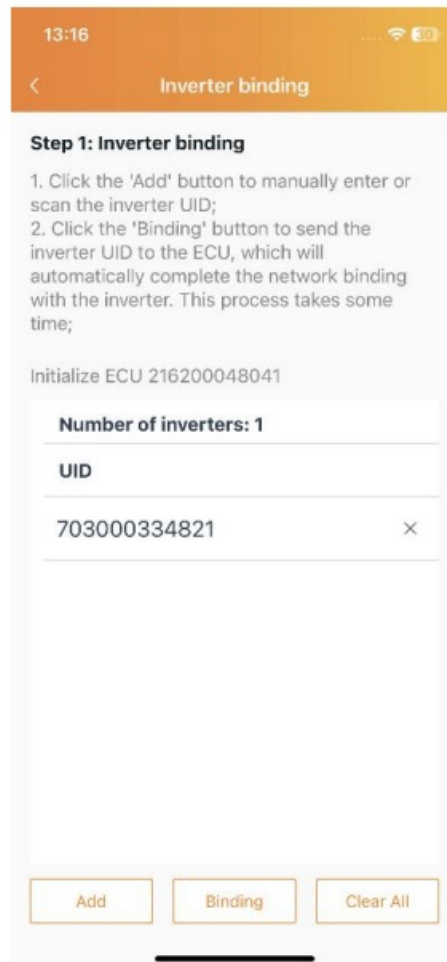 13:16
30
Inverter binding
Step 1: Inverter binding
1. Click the 'Add' button to manually enter or
scan the inverter UID;
2. Click the 'Binding' button to send the
inverter UID to the ECU, which will
automatically complete the network binding
with the inverter. This process takes some
time;
Initialize ECU 216200048041
Number of inverters: 1
UID
703000334821
Add
Binding
Clear All